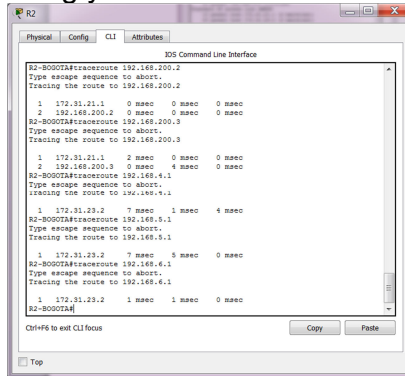 R2
Physical Config CLI Attributes
IOS Command Line Interface
R2-BOGOTA#traceroute 192.168.200.2
Type escape sequence to abort.
Tracing the route to 192.168.200.2
1 172.31.21.1 0 msec 0 msec 0 msec
2 192.168.200.2 0 msec 0 msec 0 msec
R2-BOGOTA#traceroute 192.168.200.3
Type escape sequence to abort.
Tracing the route to 192.168.200.3
1 172.31.21.1 2 msec 0 msec 0 msec
2 192.168.200.3 0 msec 4 msec 0 msec
R2-BOGOTA#traceroute 192.168.4.1
Type escape sequence to abort.
Tracing the route to 192.168.4.1
1 172.31.23.2 7 msec 1 msec 4 msec
R2-BOGOTA#traceroute 192.168.5.1
Type escape sequence to abort.
Tracing the route to 192.168.5.1
1 172.31.23.2 7 msec 5 msec 0 msec
R2-BOGOTA#traceroute 192.168.6.1
Type escape sequence to abort.
Tracing the route to 192.168.6.1
1 172.31.23.2 1 msec 1 msec 0 msec
R2-BOGOTA#
Ctrl+F6 to exit CLI focus
Copy Paste
Top